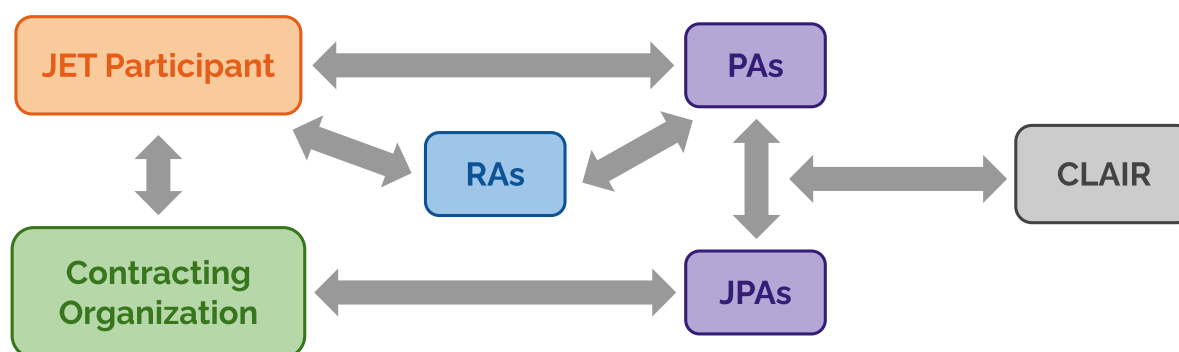 JET Participant
PAs
RAs
CLAIR
Contracting
Organization
JPAs